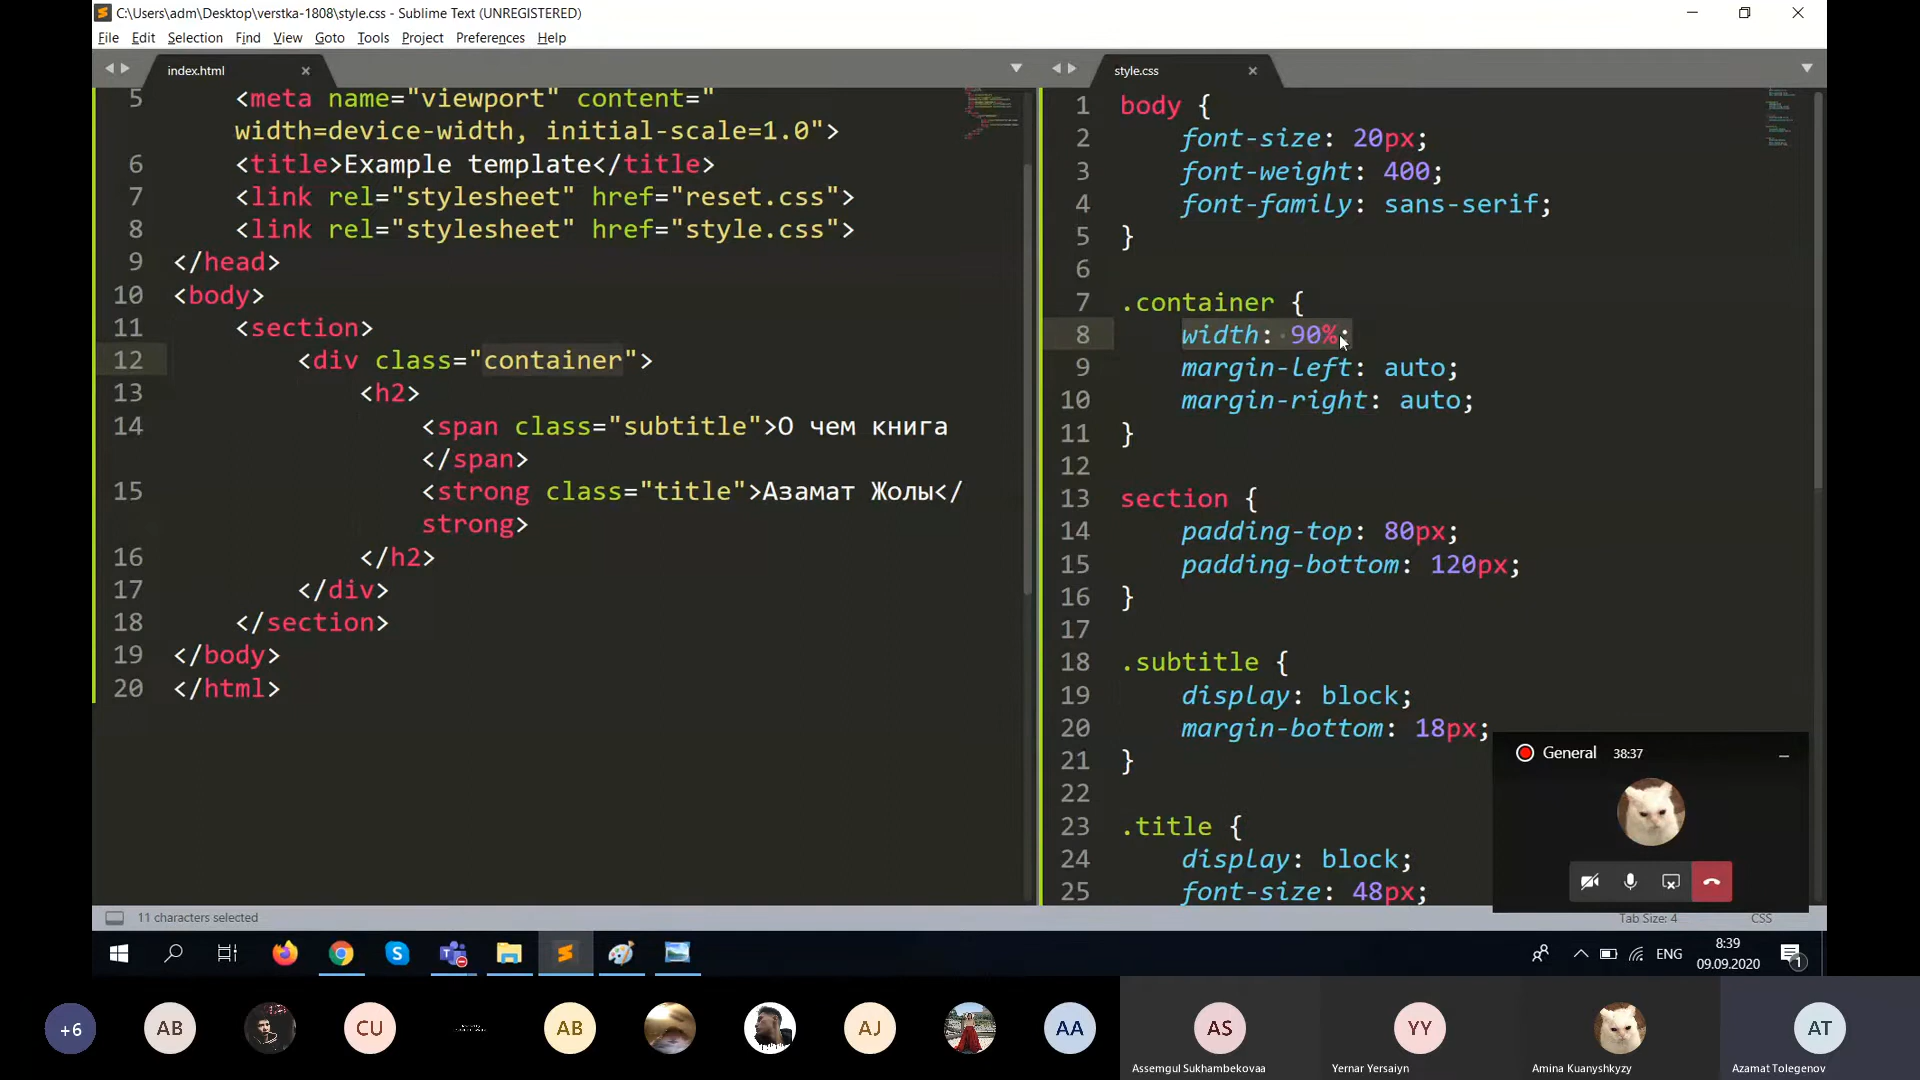 C:\Users\adm\Desktop\verstka-1808\style.css - Sublime Text (UNREGISTERED)
File Edit Selection Find View Goto Tools Project Preferences Help
index.html
5 <meta name="viewport" content="
width=device-width, initial-scale=1.0">
6 <title>Example template</title>
7 <link rel="stylesheet" href="reset.css">
8 <link rel="stylesheet" href="style.css">
9 </head>
10 <body>
11 <section>
12 <div class="container">
13 <h2>
14 <span class="subtitle">О чем книга
</span>
15 <strong class="title">Азамат Жолы</
strong>
16 </h2>
17 </div>
18 </section>
19 </body>
20 </html>
style.css
1 body {
2 font-size: 20px;
3 font-weight: 400;
4 font-family: sans-serif;
5 }
6
7 .container {
8 width: 90%;
9 margin-left: auto;
10 margin-right: auto;
11 }
12
13 section {
14 padding-top: 80px;
15 padding-bottom: 120px;
16 }
17
18 .subtitle {
19 display: block;
20 margin-bottom: 18px;
21 }
22
23 .title {
24 display: block;
25 font-size: 48px;
General 38:37
11 characters selected
Tab Size: 4 CSS
ENG
8:39
09.09.2020
1
+6
AB
CU
AB
AJ
AA
AS
YY
AT
Assemgul Sukhambekovaa
Yernar Yersaiyn
Amina Kuanyshkyzy
Azamat Tolegenov